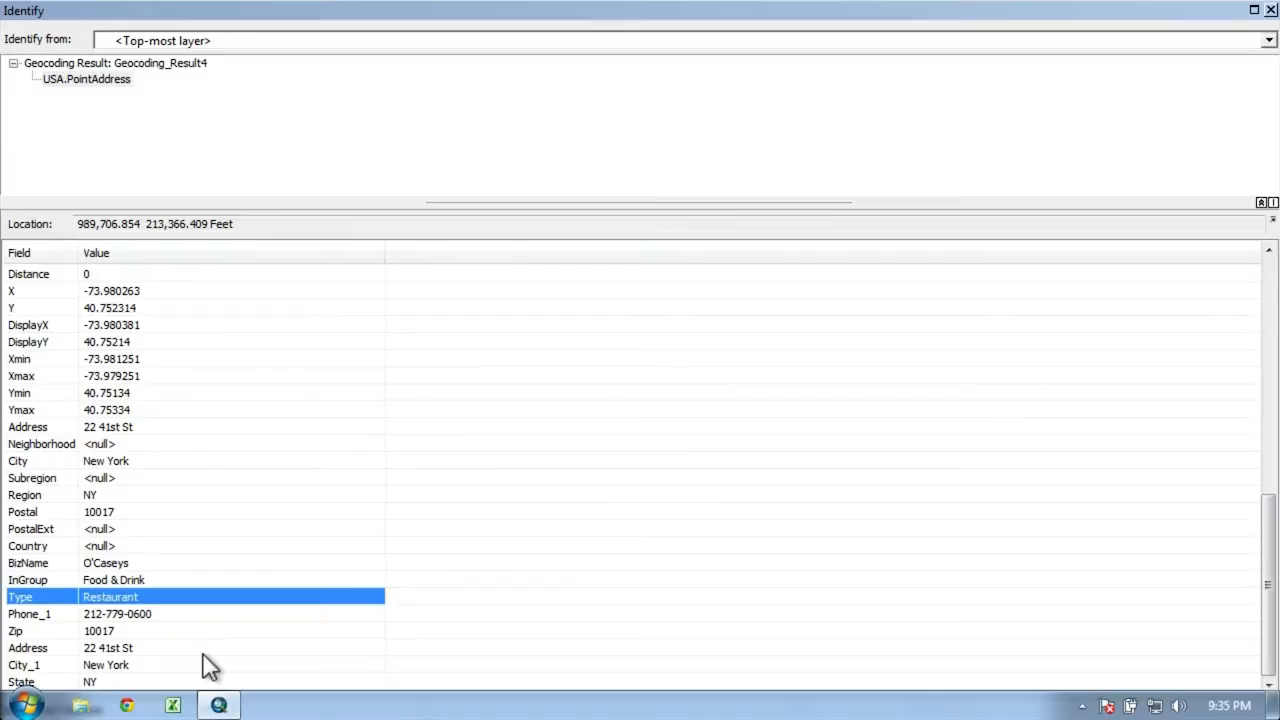 Identify
Identify from: <Top-most layer>
Geocoding Result: Geocoding_Result4
USA.PointAddress
Location: 989,706.854 213,366.409 Feet
Field Value
Distance 0
X -73.980263
Y 40.752314
DisplayX -73.980381
DisplayY 40.75214
Xmin -73.981251
Xmax -73.979251
Ymin 40.75134
Ymax 40.75334
Address 22 41st St
Neighborhood <null>
City New York
Subregion <null>
Region NY
Postal 10017
PostalExt <null>
Country <null>
BizName O'Caseys
InGroup Food & Drink
Type Restaurant
Phone_1 212-779-0600
Zip 10017
Address 22 41st St
City_1 New York
State NY
9:35 PM